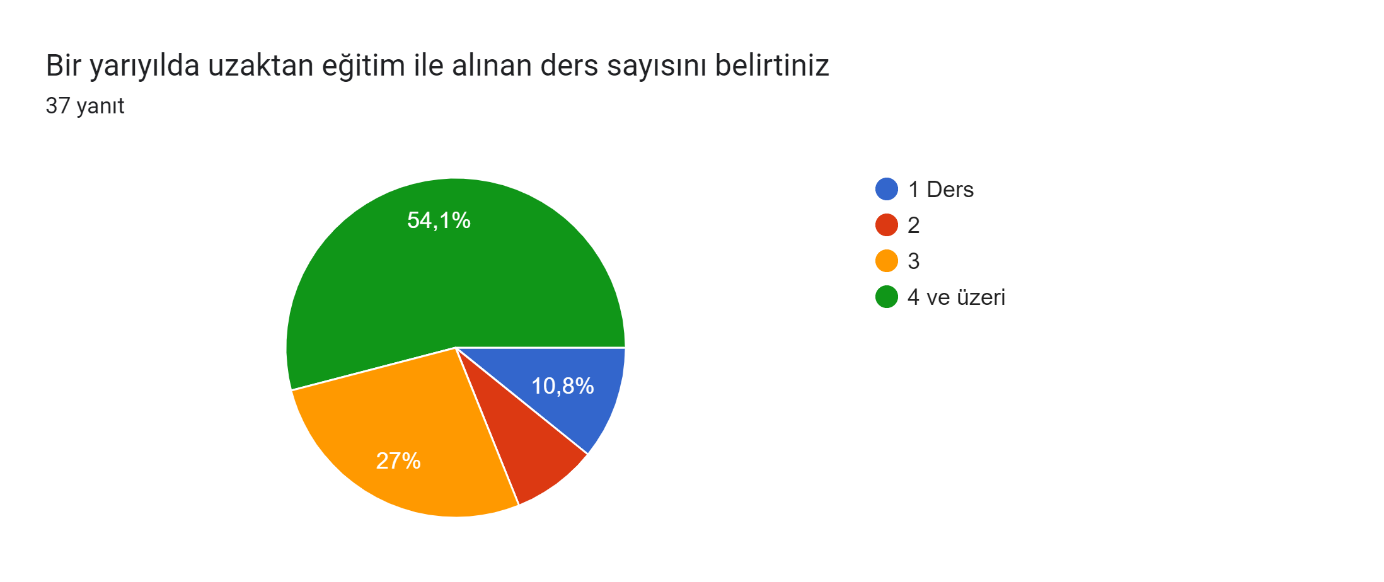 Bir yarıyılda uzaktan eğitim ile alınan ders sayısını belirtiniz
37 yanıt
54,1%
10,8%
27%
1 Ders
2
3
4 ve üzeri